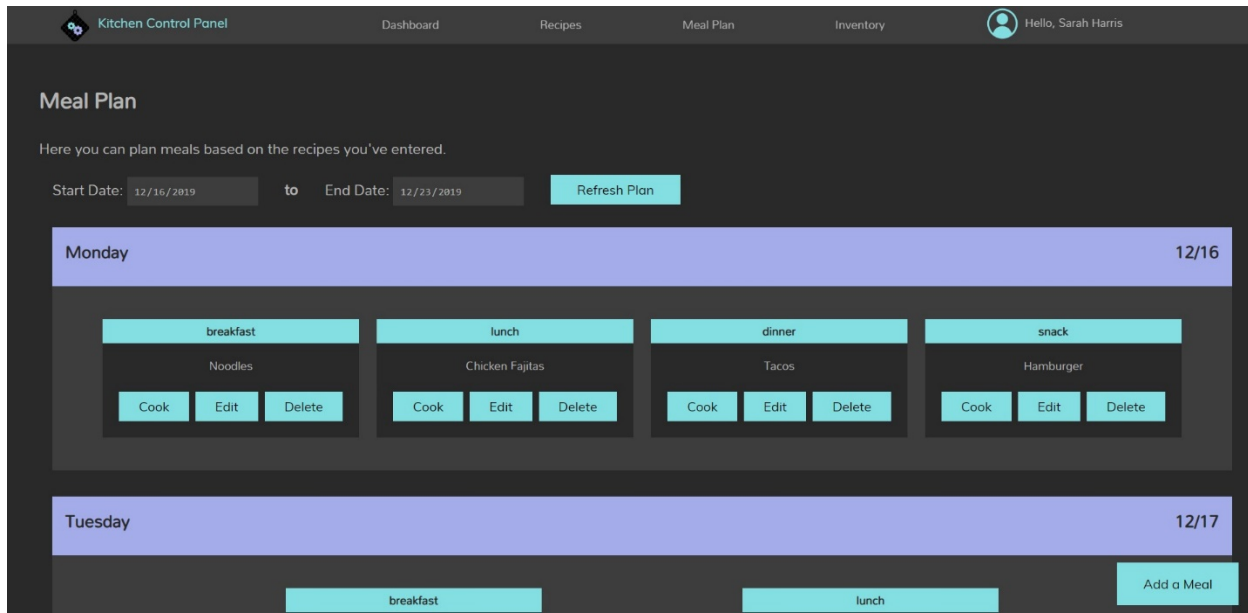 Kitchen Control Panel Dashboard Recipes Meal Plan Inventory Hello, Sarah Harris
Meal Plan
Here you can plan meals based on the recipes you've entered.
Start Date: 12/16/2019 to End Date: 12/23/2019 Refresh Plan
Monday 12/16
breakfast lunch dinner snack
Noodles Chicken Fajitas Tacos Hamburger
Cook Edit Delete Cook Edit Delete Cook Edit Delete Cook Edit Delete
Tuesday 12/17
Add a Meal
breakfast lunch